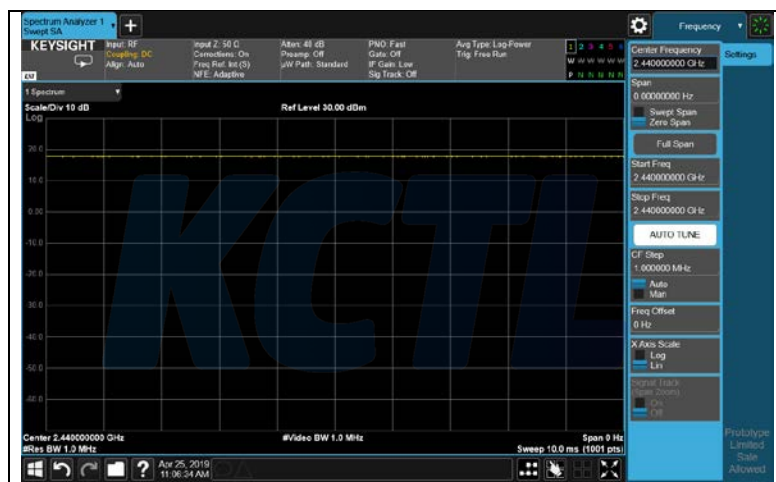 Spectrum Analyzer 1
Swept SA
+
Frequency
KEYSIGHT
Input: RF
Coupling: DC
Align: Auto
Input Z: 50 Ω
Corrections: On
Freq Ref: Int (S)
NFE: Adaptive
Atten: 40 dB
Preamp: Off
µW Path: Standard
PNO: Fast
Gate: Off
IF Gain: Low
Sig Track: Off
Avg Type: Log-Power
Trig: Free Run
1 2 3 4 5 6
W W W W W W
P N N N N N
1 Spectrum
Scale/Div 10 dB
Ref Level 30.00 dBm
Log
20.0
10.0
0.00
-10.0
-20.0
-30.0
-40.0
-50.0
-60.0
KCTL
Center 2.440000000 GHz
#Video BW 1.0 MHz
Span 0 Hz
#Res BW 1.0 MHz
Sweep 10.0 ms (1001 pts)
Apr 25, 2019
11:06:34 AM
Center Frequency
2.440000000 GHz
Settings
Span
0.00000000 Hz
Swept Span
Zero Span
Full Span
Start Freq
2.440000000 GHz
Stop Freq
2.440000000 GHz
AUTO TUNE
CF Step
1.000000 MHz
Auto
Man
Freq Offset
0 Hz
X Axis Scale
Log
Lin
Signal Track
(Span Zoom)
On
Off
Prototype
Limited
Sale
Allowed